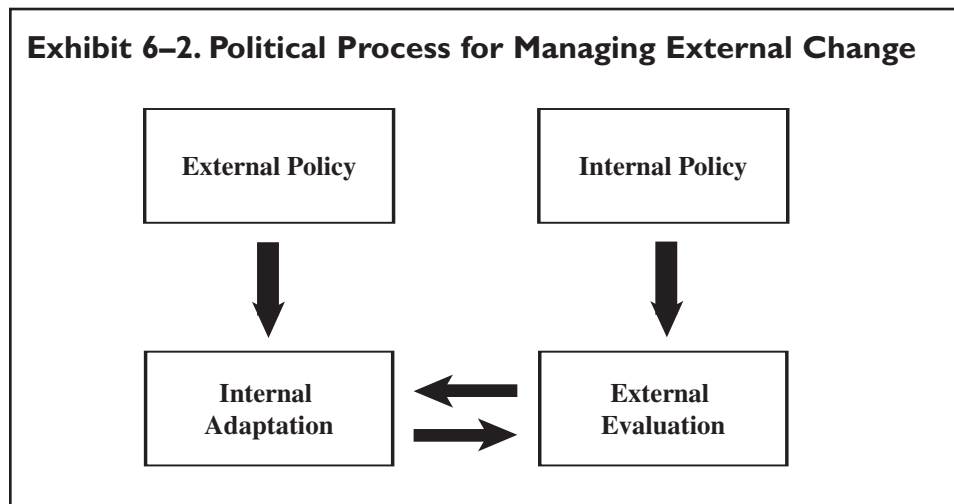 Exhibit 6–2. Political Process for Managing External Change
External Policy
Internal Policy
Internal
Adaptation
External
Evaluation